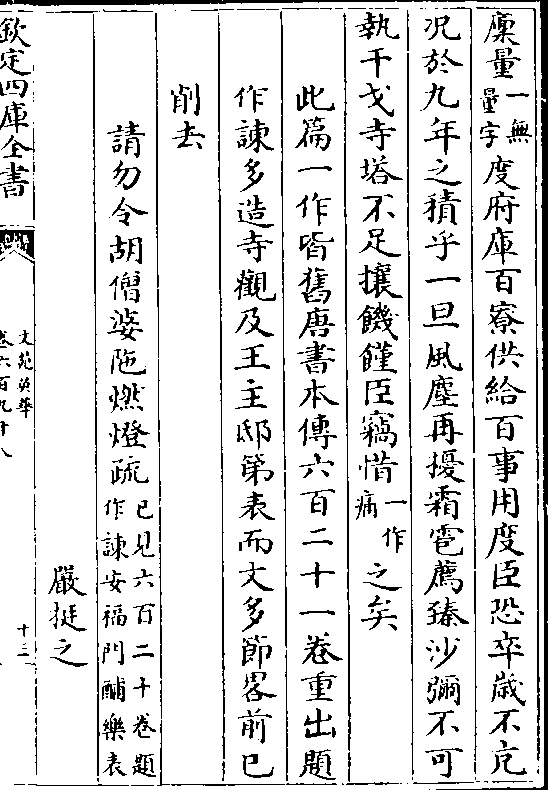 廩量一無量字度府庫百寮供給百事用度臣恐卒歲不充
况於九年之積乎一旦風塵再擾霜雹薦臻沙彌不可
執干戈寺塔不足攘饑饉臣竊惜一作痛之矣
此篇一作皆舊唐書本傳六百二十一卷重出題
作諫多造寺觀及王主邸第表而文多節畧前已
削去
請勿令胡僧婆陁燃燈疏已見六百二十卷題作諫安福門酺樂表
嚴挺之
欽定四庫全書
文苑英華
卷六百九十八
十三